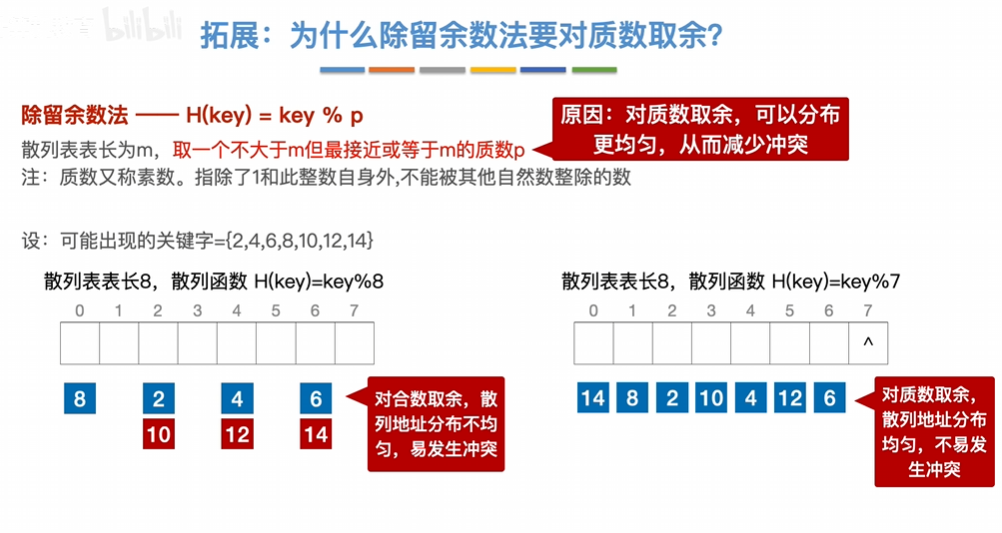 bilibili
拓展：为什么除留余数法要对质数取余?
除留余数法 —— H(key) = key % p
原因：对质数取余，可以分布
更均匀，从而减少冲突
散列表表长为m，取一个不大于m但最接近或等于m的质数p
注：质数又称素数。指除了1和此整数自身外,不能被其他自然数整除的数
设：可能出现的关键字={2,4,6,8,10,12,14}
散列表表长8，散列函数 H(key)=key%8
0 1 2 3 4 5 6 7
8 2 4 6
10 12 14
对合数取余，散
列地址分布不均
匀，易发生冲突
散列表表长8，散列函数 H(key)=key%7
0 1 2 3 4 5 6 7
^
14 8 2 10 4 12 6
对质数取余，
散列地址分布
均匀，不易发
生冲突